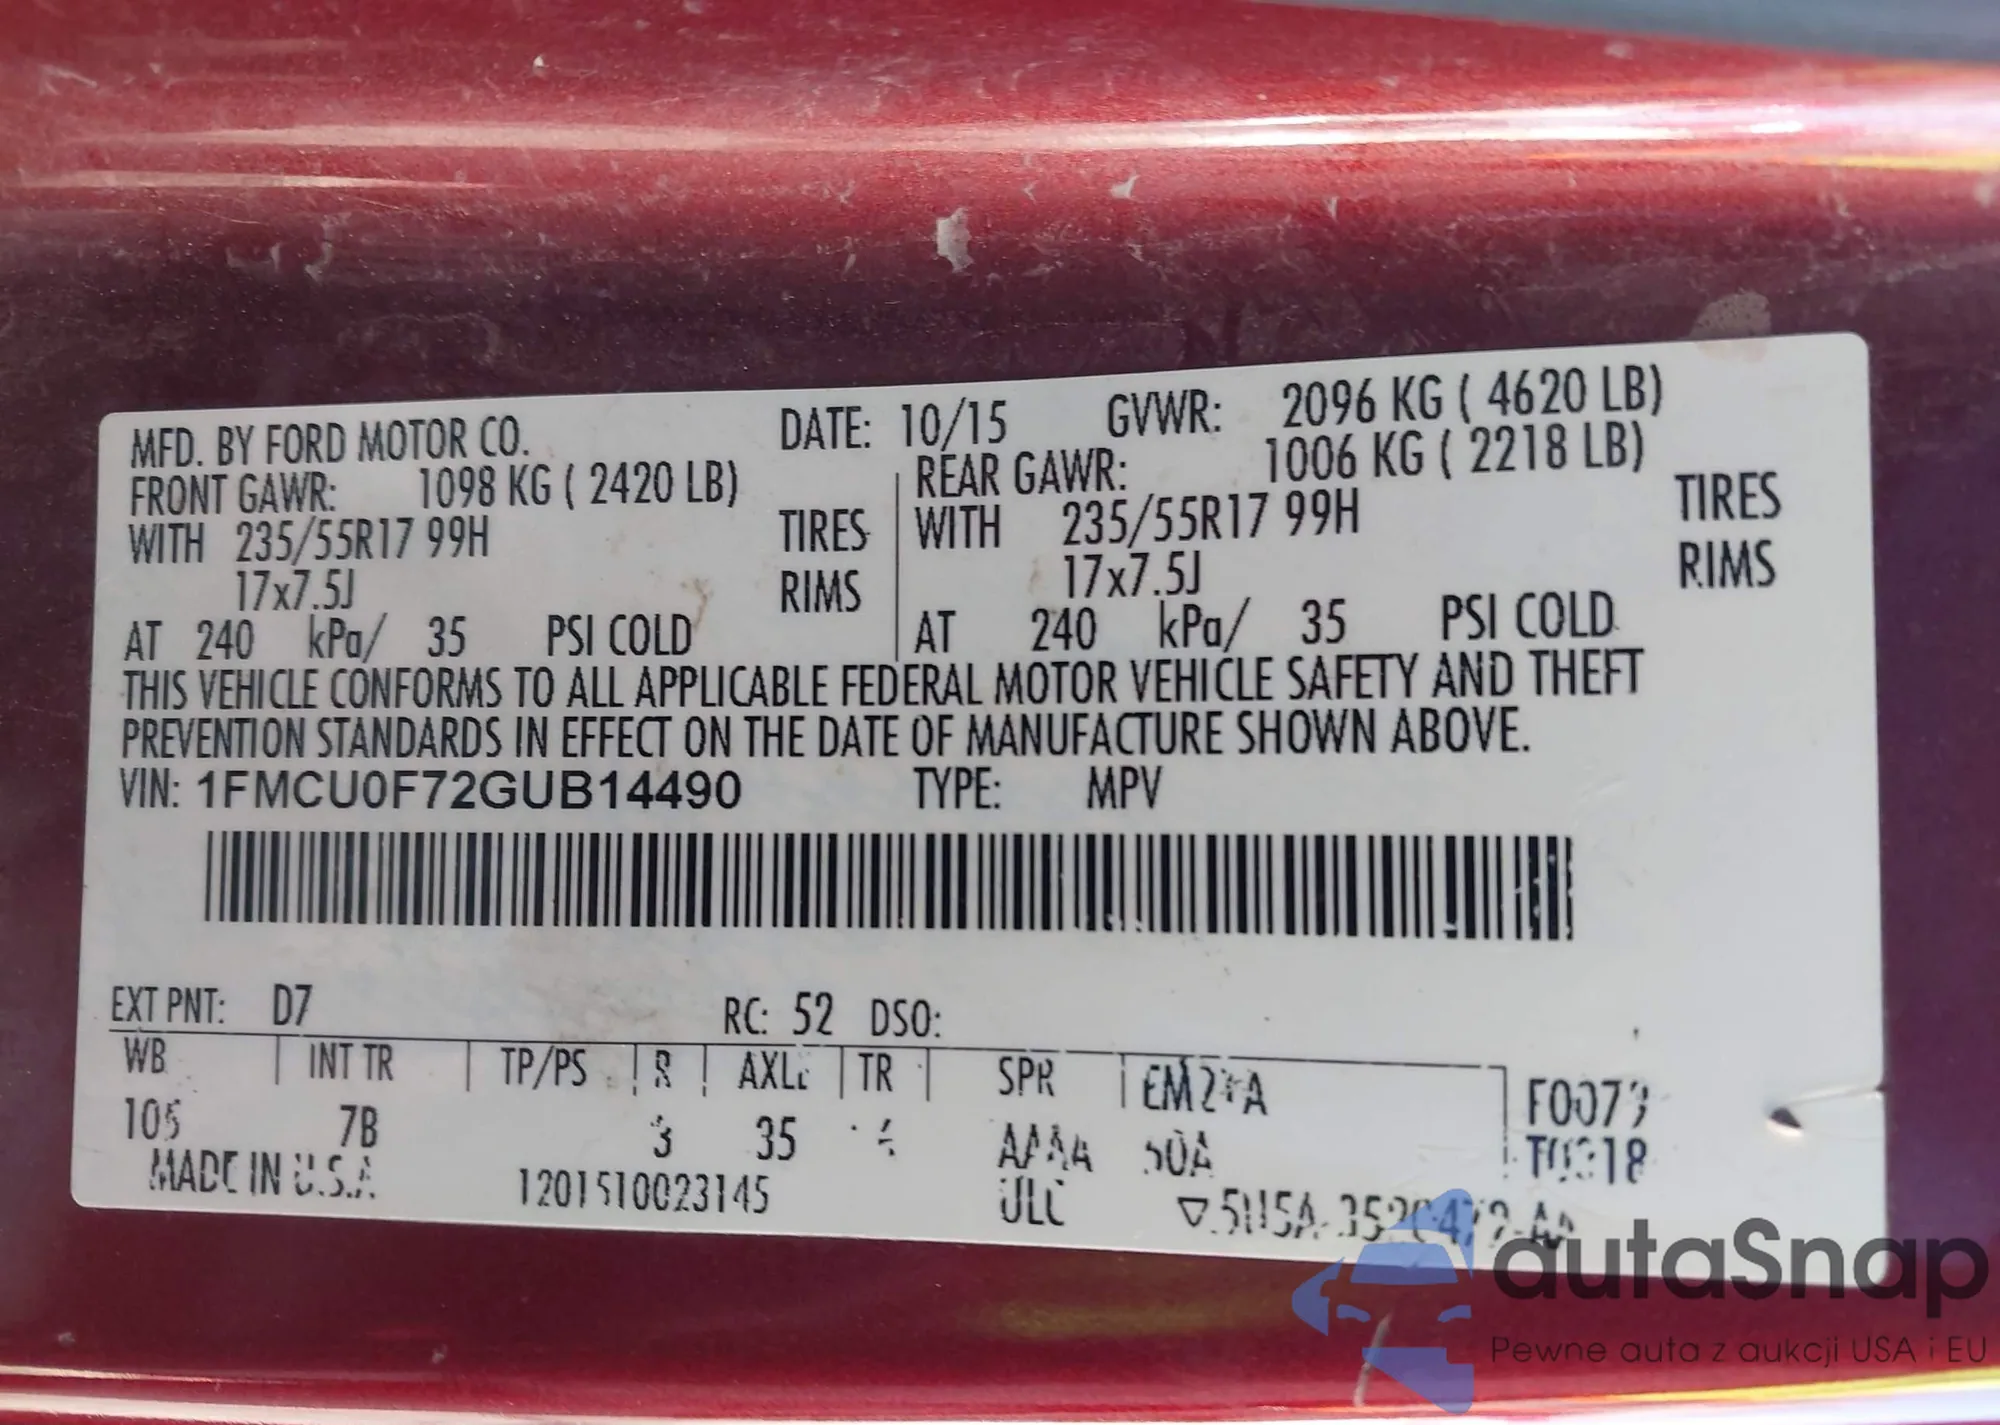 MFD. BY FORD MOTOR CO. DATE: 10/15 GVWR: 2096 KG ( 4620 LB)
FRONT GAWR: 1098 KG ( 2420 LB) REAR GAWR: 1006 KG ( 2218 LB)
WITH 235/55R17 99H TIRES WITH 235/55R17 99H TIRES
17x7.5J RIMS 17x7.5J RIMS
AT 240 kPa/ 35 PSI COLD AT 240 kPa/ 35 PSI COLD
THIS VEHICLE CONFORMS TO ALL APPLICABLE FEDERAL MOTOR VEHICLE SAFETY AND THEFT
PREVENTION STANDARDS IN EFFECT ON THE DATE OF MANUFACTURE SHOWN ABOVE.
VIN: 1FMCU0F72GUB14490 TYPE: MPV
EXT PNT: D7 RC: 52 DSO:
WB INT TR TP/PS R AXLE TR SPR
105 7B 3 35 AAAA
MADE IN U.S.A. 1201510023145 ULC
autaSnap
Pewne auta z aukcji USA i EU